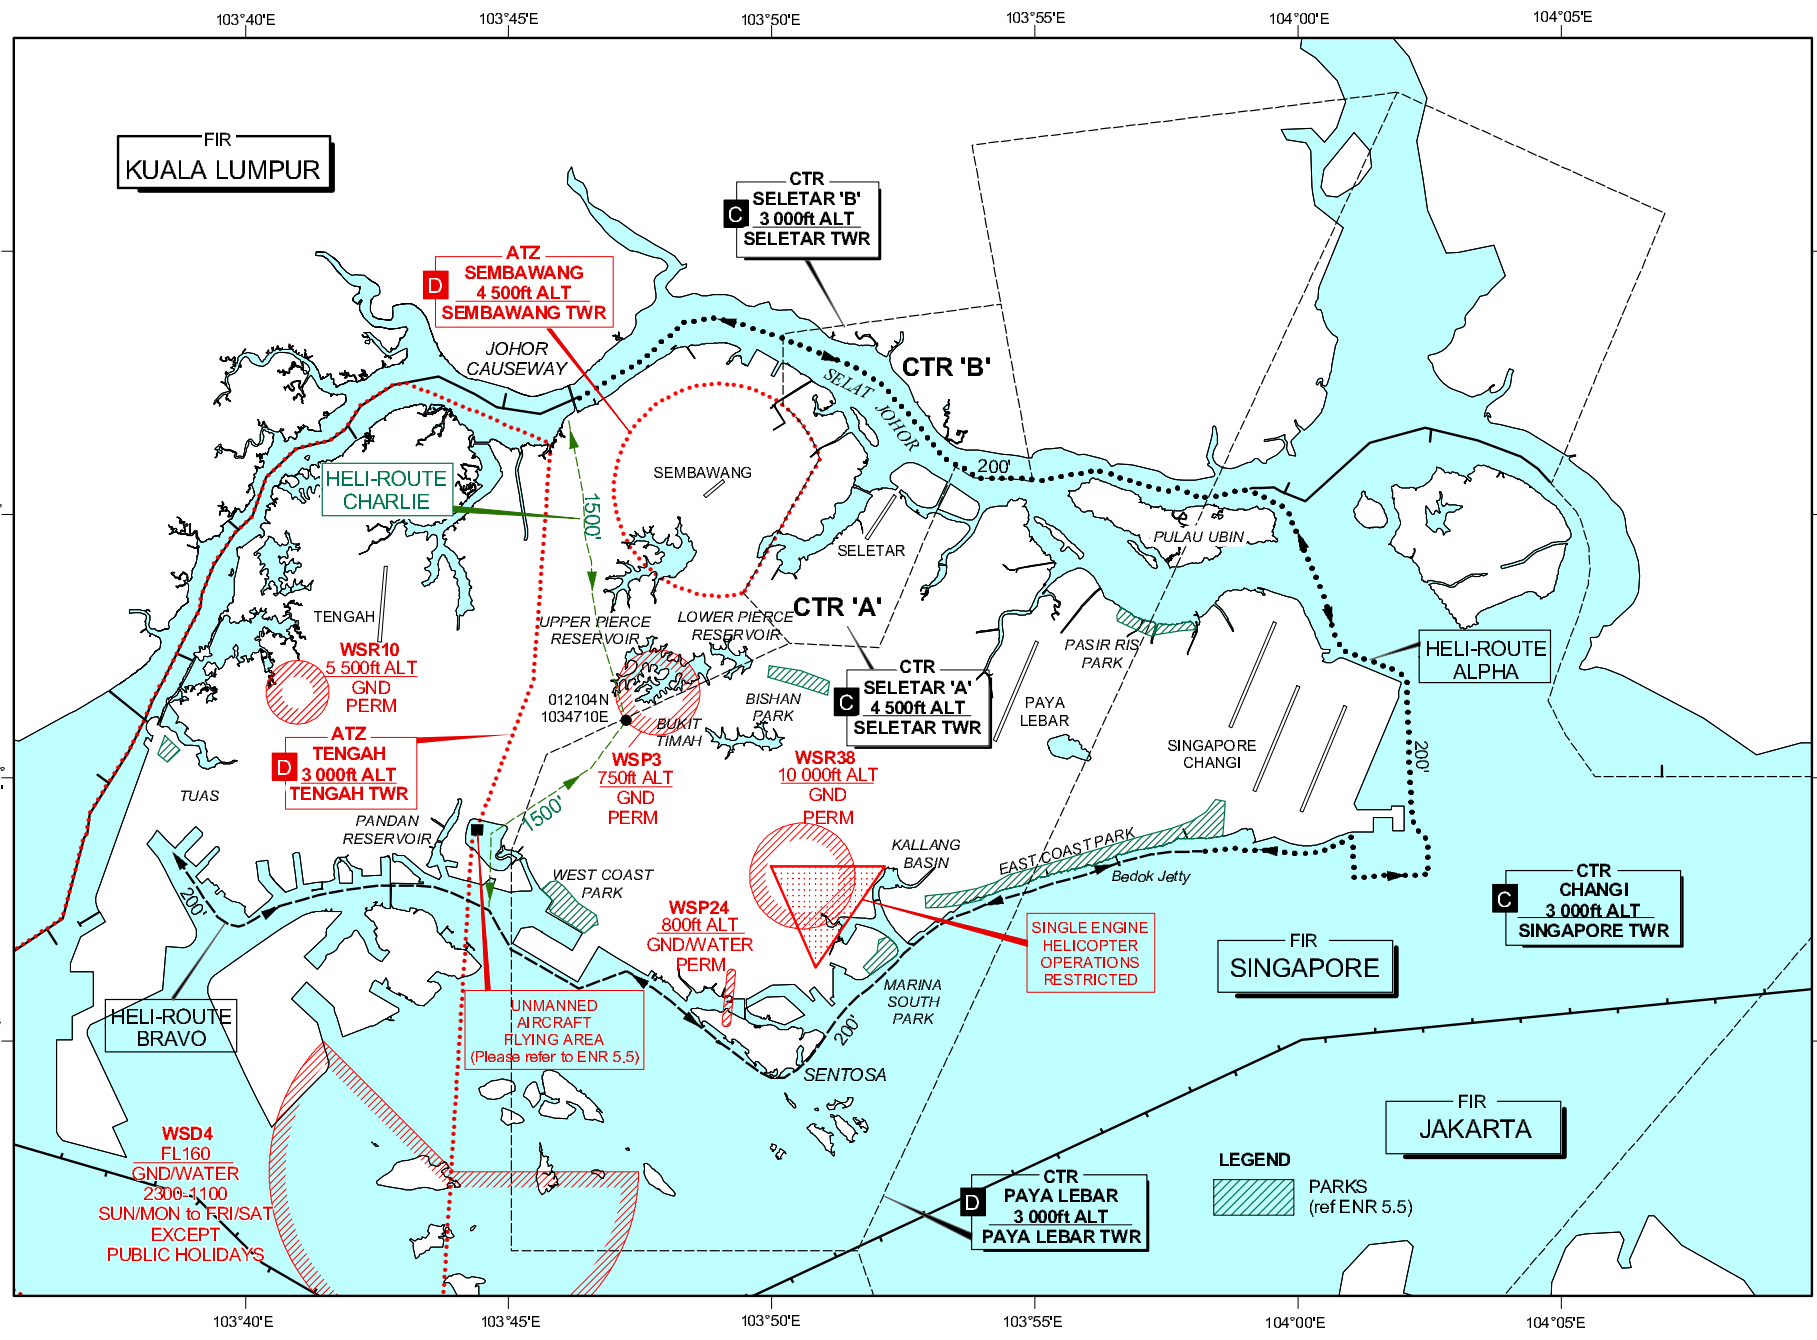 103°40'E
103°45'E
103°50'E
103°55'E
104°00'E
104°05'E
FIR
KUALA LUMPUR
CTR
SELETAR 'B'
C
3 000ft ALT
SELETAR TWR
ATZ
SEMBAWANG
D
4 500ft ALT
SEMBAWANG TWR
JOHOR
CAUSEWAY
CTR 'B'
SELAT JOHOR
HELI-ROUTE
CHARLIE
1500'
SEMBAWANG
200'
SELETAR
PULAU UBIN
TENGAH
UPPER PIERCE
RESERVOIR
LOWER PIERCE
RESERVOIR
CTR 'A'
PASIR RIS
PARK
HELI-ROUTE
ALPHA
WSR10
5 500ft ALT
GND
PERM
012104N
1034710E
BISHAN
PARK
BUKIT
TIMAH
CTR
SELETAR 'A'
C
4 500ft ALT
SELETAR TWR
PAYA
LEBAR
SINGAPORE
CHANGI
200'
ATZ
TENGAH
D
3 000ft ALT
TENGAH TWR
WSP3
750ft ALT
GND
PERM
WSR38
10 000ft ALT
GND
PERM
TUAS
PANDAN
RESERVOIR
1500'
KALLANG
BASIN
EAST COAST PARK
Bedok Jetty
WEST COAST
PARK
200'
WSP24
800ft ALT
GND/WATER
PERM
SINGLE ENGINE
HELICOPTER
OPERATIONS
RESTRICTED
CTR
CHANGI
C
3 000ft ALT
SINGAPORE TWR
FIR
SINGAPORE
MARINA
SOUTH
PARK
HELI-ROUTE
BRAVO
UNMANNED
AIRCRAFT
FLYING AREA
(Please refer to ENR 5.5)
200'
SENTOSA
FIR
JAKARTA
WSD4
FL160
GND/WATER
2300-1100
SUN/MON to FRI/SAT
EXCEPT
PUBLIC HOLIDAYS
CTR
PAYA LEBAR
D
3 000ft ALT
PAYA LEBAR TWR
LEGEND
PARKS
(ref ENR 5.5)
103°40'E
103°45'E
103°50'E
103°55'E
104°00'E
104°05'E